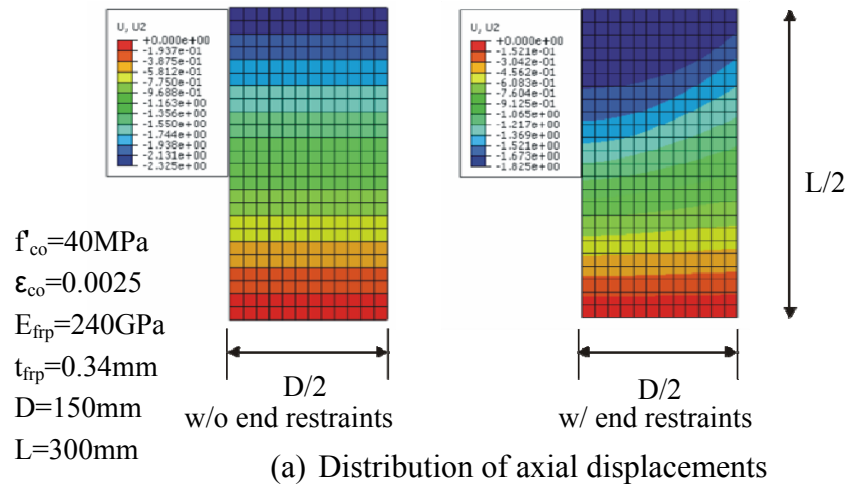 U, U2
+0.000e+00
-1.937e-01
-3.875e-01
-5.812e-01
-7.750e-01
-9.688e-01
-1.163e+00
-1.356e+00
-1.550e+00
-1.744e+00
-1.938e+00
-2.131e+00
-2.325e+00
U, U2
+0.000e+00
-1.521e-01
-3.042e-01
-4.562e-01
-6.083e-01
-7.604e-01
-9.125e-01
-1.065e+00
-1.217e+00
-1.369e+00
-1.521e+00
-1.673e+00
-1.825e+00
L/2
f'co=40MPa
εco=0.0025
Efrp=240GPa
tfrp=0.34mm
D=150mm
L=300mm
D/2
w/o end restraints
D/2
w/ end restraints
(a) Distribution of axial displacements